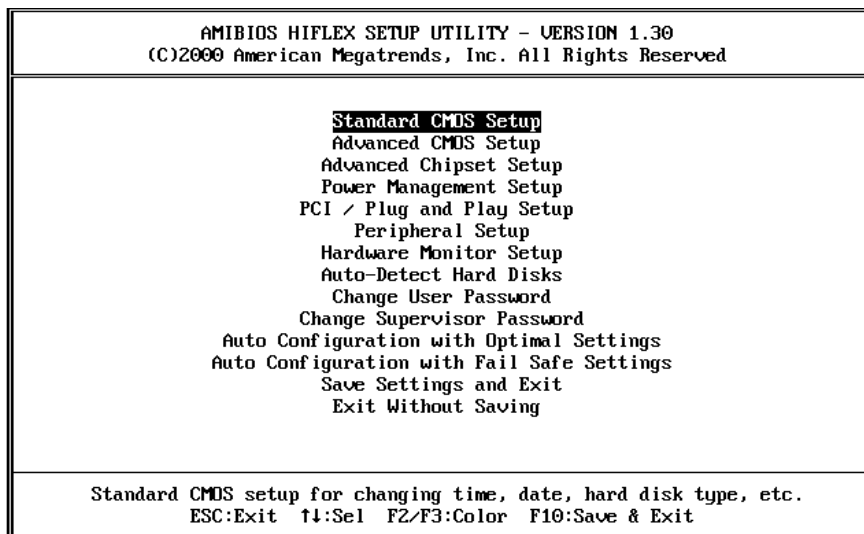 AMIBIOS HIFLEX SETUP UTILITY - VERSION 1.30
(C)2000 American Megatrends, Inc. All Rights Reserved
Standard CMOS Setup
Advanced CMOS Setup
Advanced Chipset Setup
Power Management Setup
PCI / Plug and Play Setup
Peripheral Setup
Hardware Monitor Setup
Auto-Detect Hard Disks
Change User Password
Change Supervisor Password
Auto Configuration with Optimal Settings
Auto Configuration with Fail Safe Settings
Save Settings and Exit
Exit Without Saving
Standard CMOS setup for changing time, date, hard disk type, etc.
ESC:Exit ↑↓:Sel F2/F3:Color F10:Save & Exit